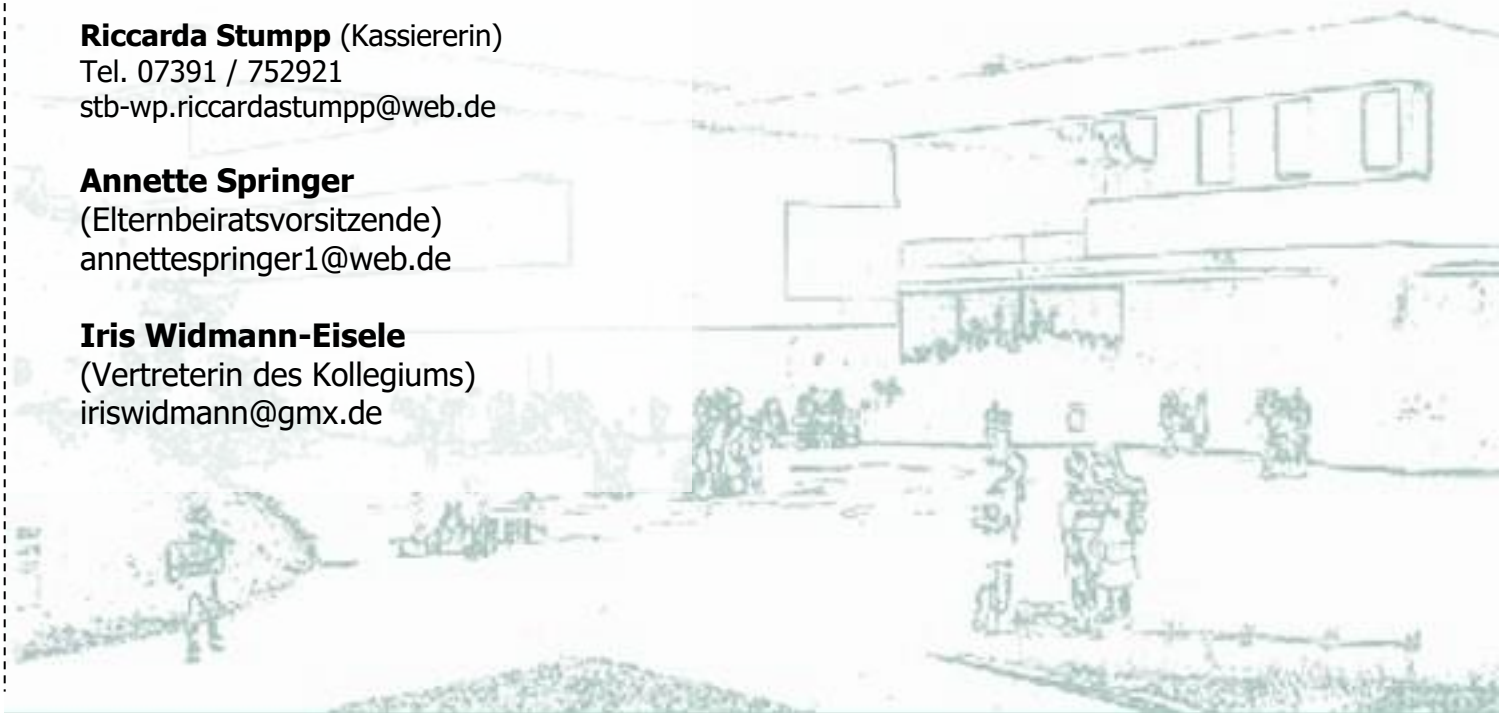 Riccarda Stumpp (Kassiererin)
Tel. 07391 / 752921
stb-wp.riccardastumpp@web.de
Annette Springer
(Elternbeiratsvorsitzende)
annettespringer1@web.de
Iris Widmann-Eisele
(Vertreterin des Kollegiums)
iriswidmann@gmx.de